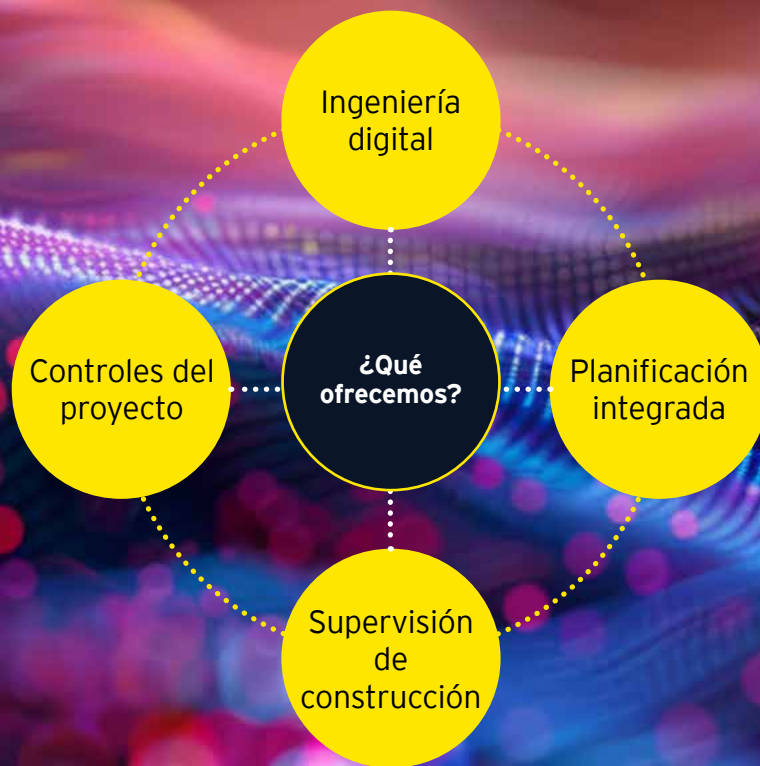 Ingeniería
digital
Controles del
proyecto
¿Qué
ofrecemos?
Planificación
integrada
Supervisión
de
construcción